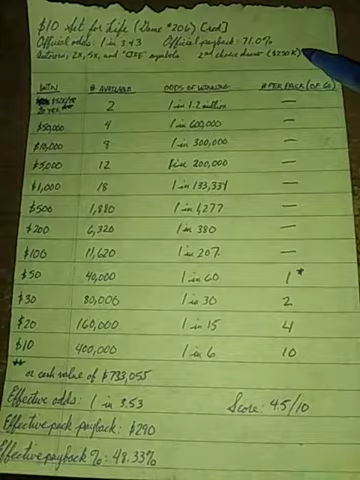 $10 Set for Life (Game #206) [red]
Official odds: 1 in 3.43 Official payback: 71.0%
2X, 5X, and "LIFE" symbols 2nd chance drawer ($250K)
WIN # AVAILABLE ODDS OF WINNING # PER PACK (OF 60)
20 yrs 2 1 in 1.2 million —
$50,000 4 1 in 600,000 —
$10,000 8 1 in 300,000 —
$5,000 12 1 in 200,000 —
$1,000 18 1 in 133,334 —
$500 1,880 1 in 1,277 —
$200 6,320 1 in 380 —
$100 11,620 1 in 207 —
$50 40,000 1 in 60 1*
$30 80,000 1 in 30 2
$20 160,000 1 in 15 4
$10 400,000 1 in 6 10
** or cash value of $733,055
Effective odds: 1 in 3.53 Score: 4.5/10
Effective pack payback: $290
Effective payback %: 48.33%